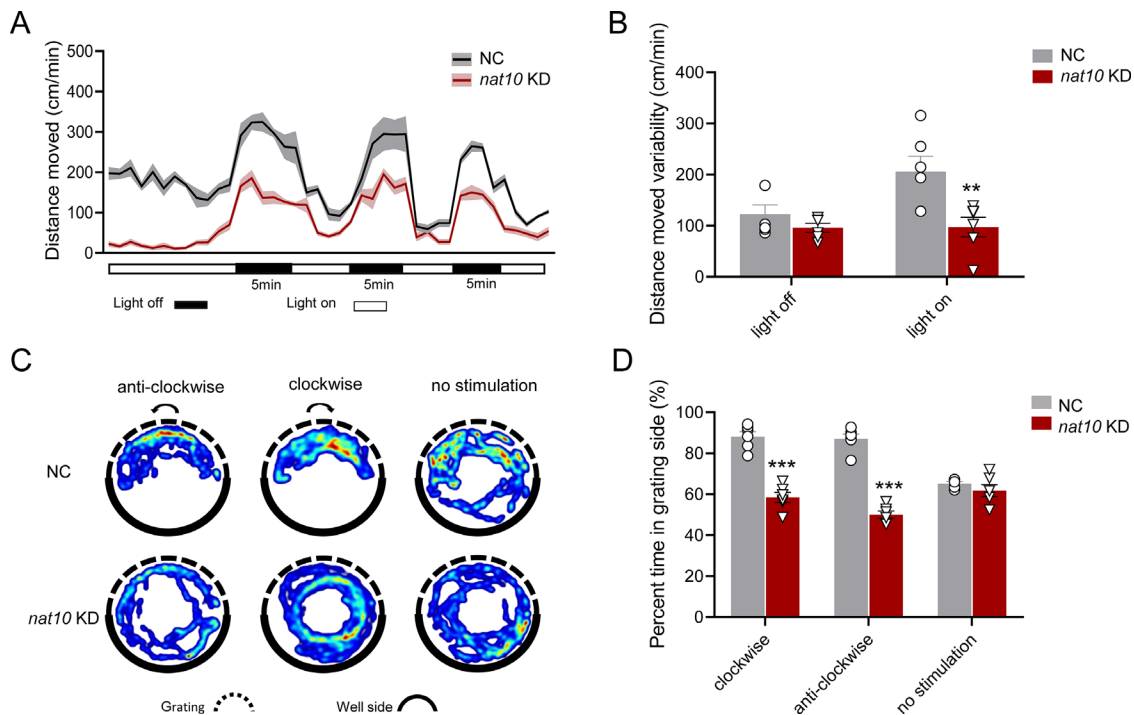 A
Distance moved (cm/min)
500
400
300
200
100
0
NC
nat10 KD
5min 5min 5min
Light off Light on
B
Distance moved variability (cm/min)
400
300
200
100
0
NC
nat10 KD
**
light off light on
C
anti-clockwise clockwise no stimulation
NC
nat10 KD
Grating Well side
D
Percent time in grating side (%)
100
80
60
40
20
0
NC
nat10 KD
***
***
clockwise anti-clockwise no stimulation